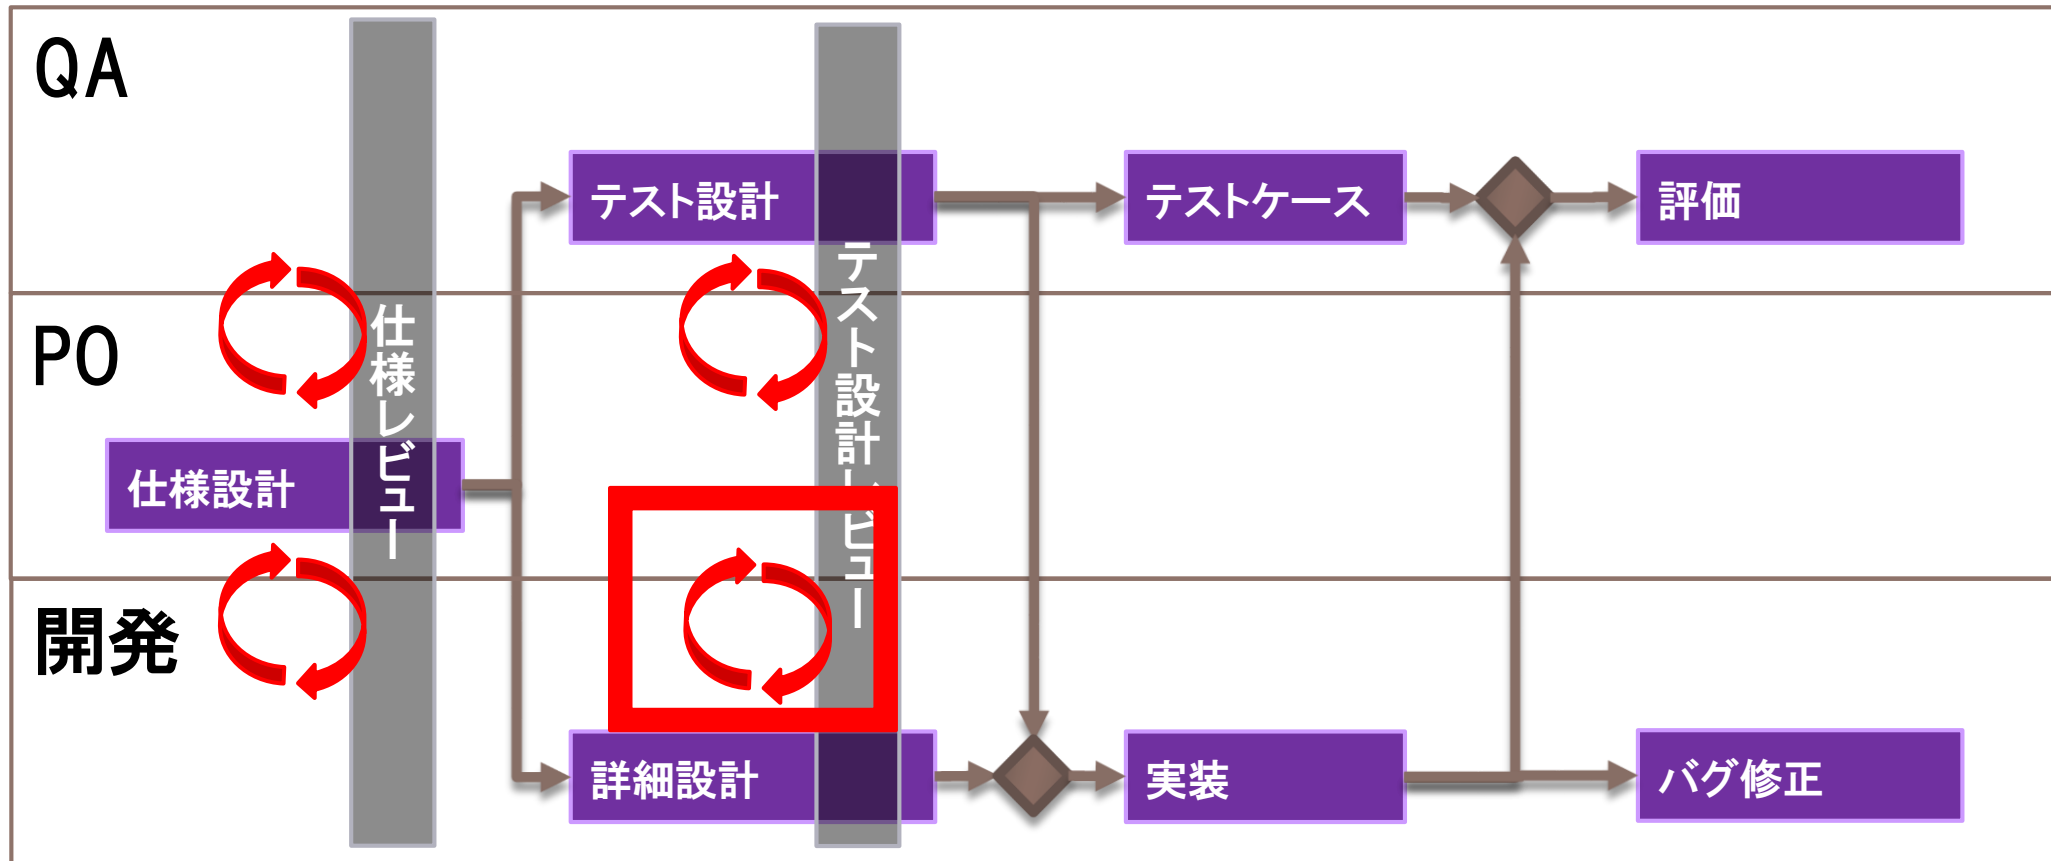 QA
テスト設計
テストケース
評価
PO
仕様設計
仕様レビュー
テスト設計レビュー
開発
詳細設計
実装
バグ修正